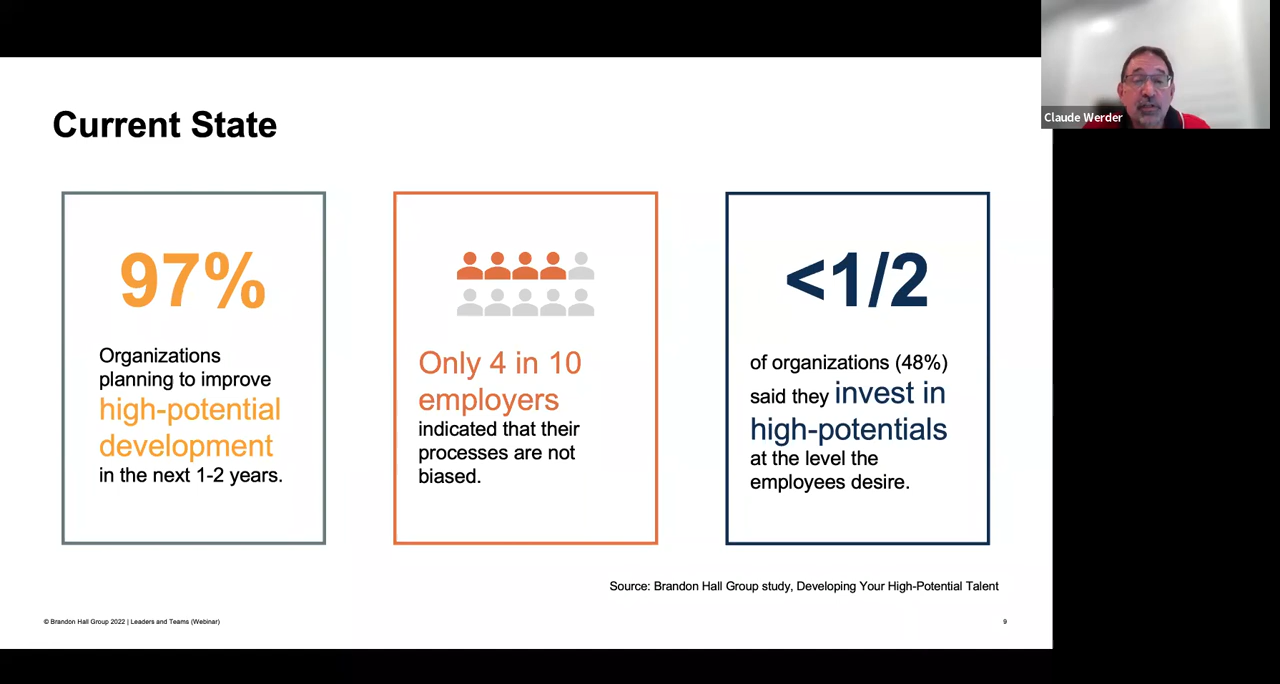 Current State
97%
Organizations
planning to improve
high-potential
development
in the next 1-2 years.
Only 4 in 10
employers
indicated that their
processes are not
biased.
<1/2
of organizations (48%)
said they invest in
high-potentials
at the level the
employees desire.
Source: Brandon Hall Group study, Developing Your High-Potential Talent
© Brandon Hall Group 2022 | Leaders and Teams (Webinar)
9
Claude Werder